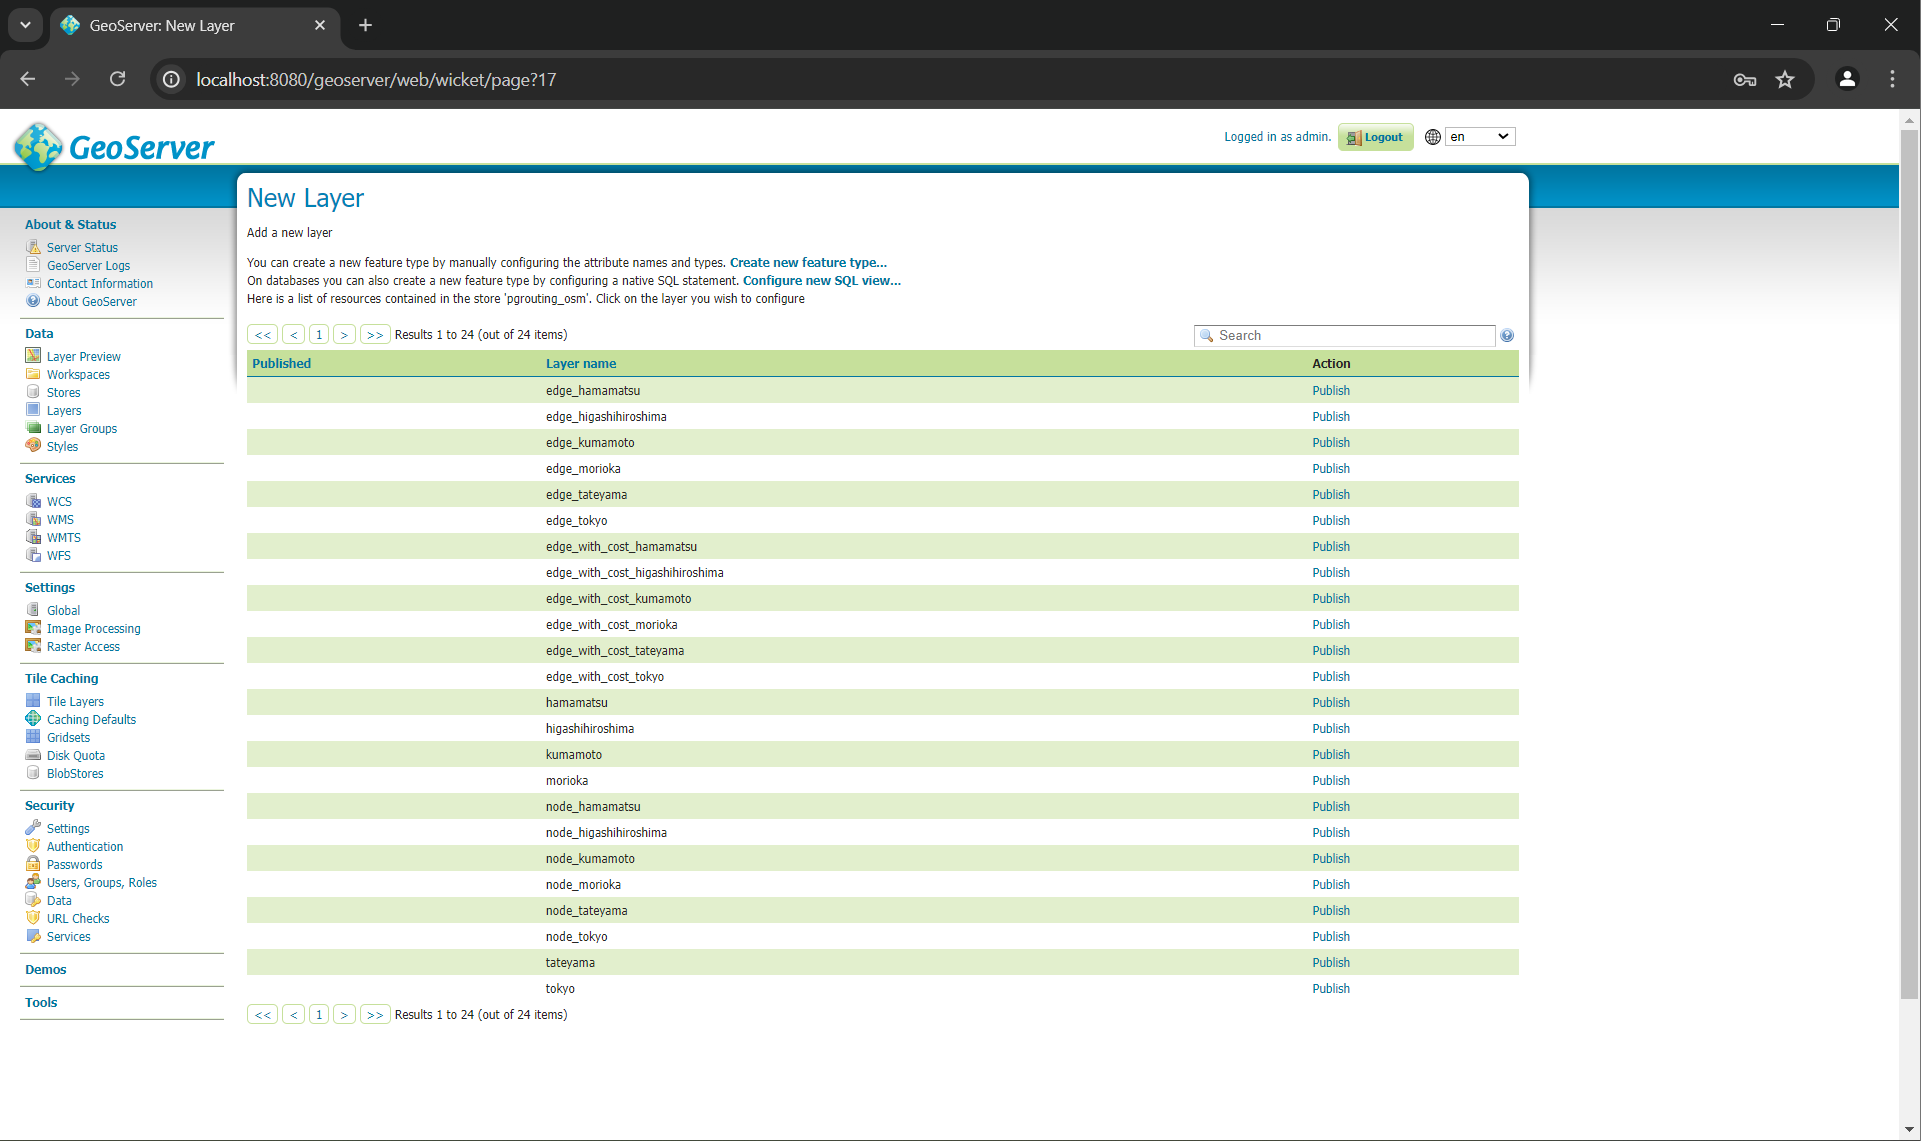 GeoServer: New Layer
localhost:8080/geoserver/web/wicket/page?17
GeoServer
Logged in as admin.
Logout
en
About & Status
Server Status
GeoServer Logs
Contact Information
About GeoServer
Data
Layer Preview
Workspaces
Stores
Layers
Layer Groups
Styles
Services
WCS
WMS
WMTS
WFS
Settings
Global
Image Processing
Raster Access
Tile Caching
Tile Layers
Caching Defaults
Gridsets
Disk Quota
BlobStores
Security
Settings
Authentication
Passwords
Users, Groups, Roles
Data
URL Checks
Services
Demos
Tools
New Layer
Add a new layer
You can create a new feature type by manually configuring the attribute names and types. Create new feature type...
On databases you can also create a new feature type by configuring a native SQL statement. Configure new SQL view...
Here is a list of resources contained in the store 'pgrouting_osm'. Click on the layer you wish to configure
<< < 1 > >> Results 1 to 24 (out of 24 items)
Search
Published Layer name Action
edge_hamamatsu Publish
edge_higashihiroshima Publish
edge_kumamoto Publish
edge_morioka Publish
edge_tateyama Publish
edge_tokyo Publish
edge_with_cost_hamamatsu Publish
edge_with_cost_higashihiroshima Publish
edge_with_cost_kumamoto Publish
edge_with_cost_morioka Publish
edge_with_cost_tateyama Publish
edge_with_cost_tokyo Publish
hamamatsu Publish
higashihiroshima Publish
kumamoto Publish
morioka Publish
node_hamamatsu Publish
node_higashihiroshima Publish
node_kumamoto Publish
node_morioka Publish
node_tateyama Publish
node_tokyo Publish
tateyama Publish
tokyo Publish
<< < 1 > >> Results 1 to 24 (out of 24 items)